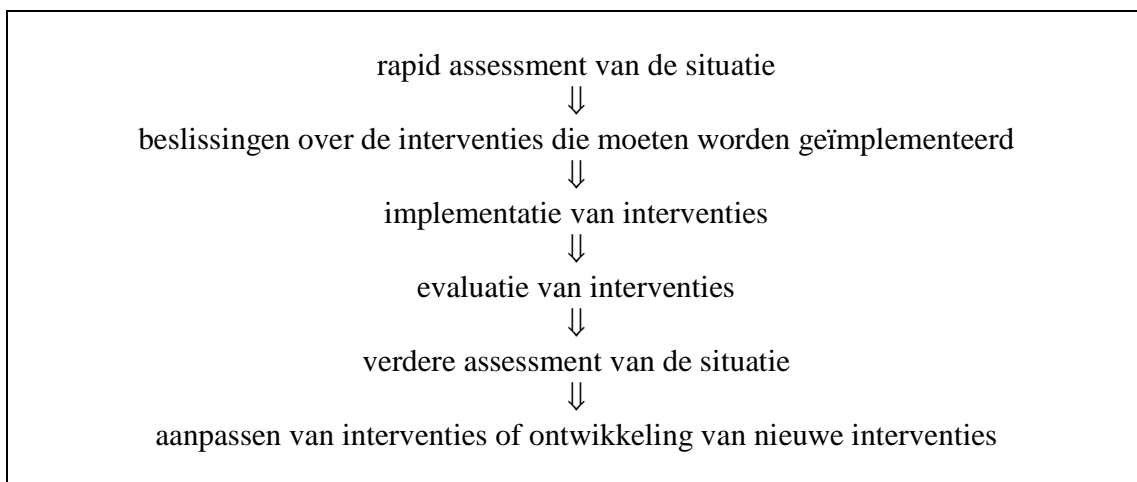 rapid assessment van de situatie
⇓
beslissingen over de interventies die moeten worden geïmplementeerd
⇓
implementatie van interventies
⇓
evaluatie van interventies
⇓
verdere assessment van de situatie
⇓
aanpassen van interventies of ontwikkeling van nieuwe interventies